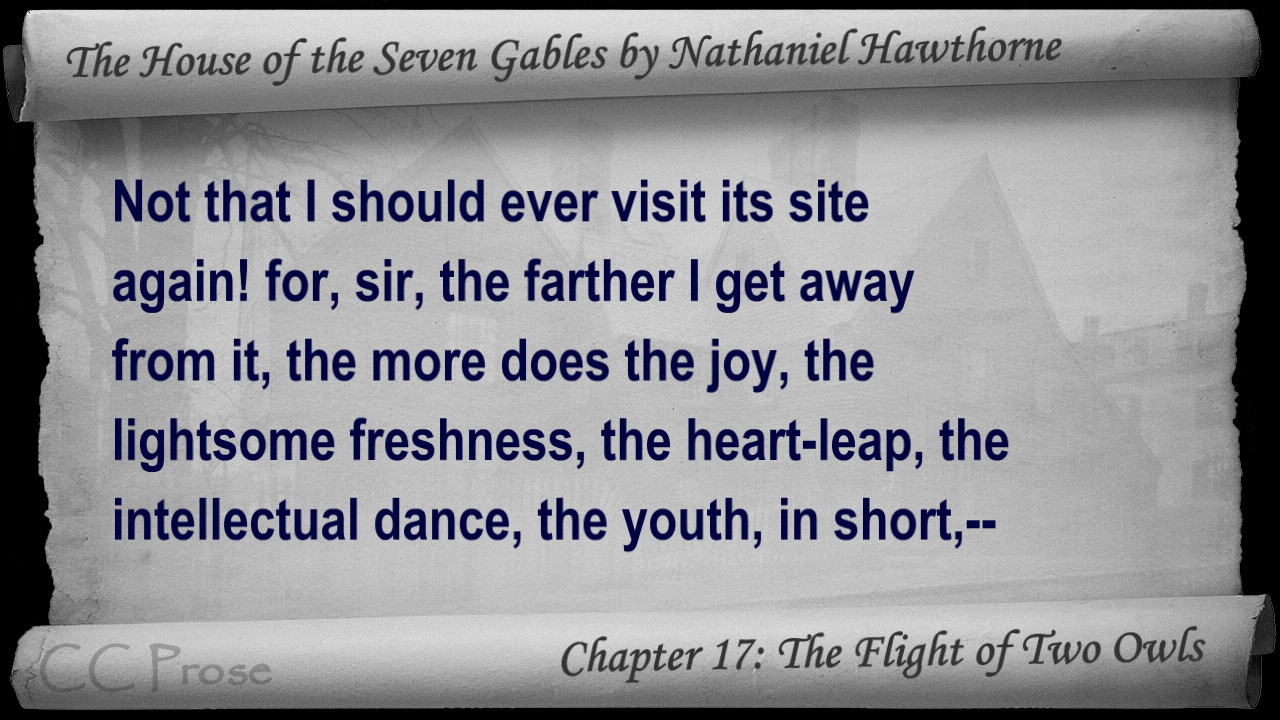 The House of the Seven Gables by Nathaniel Hawthorne
Not that I should ever visit its site
again! for, sir, the farther I get away
from it, the more does the joy, the
lightsome freshness, the heart-leap, the
intellectual dance, the youth, in short,--
CC Prose
Chapter 17: The Flight of Two Owls